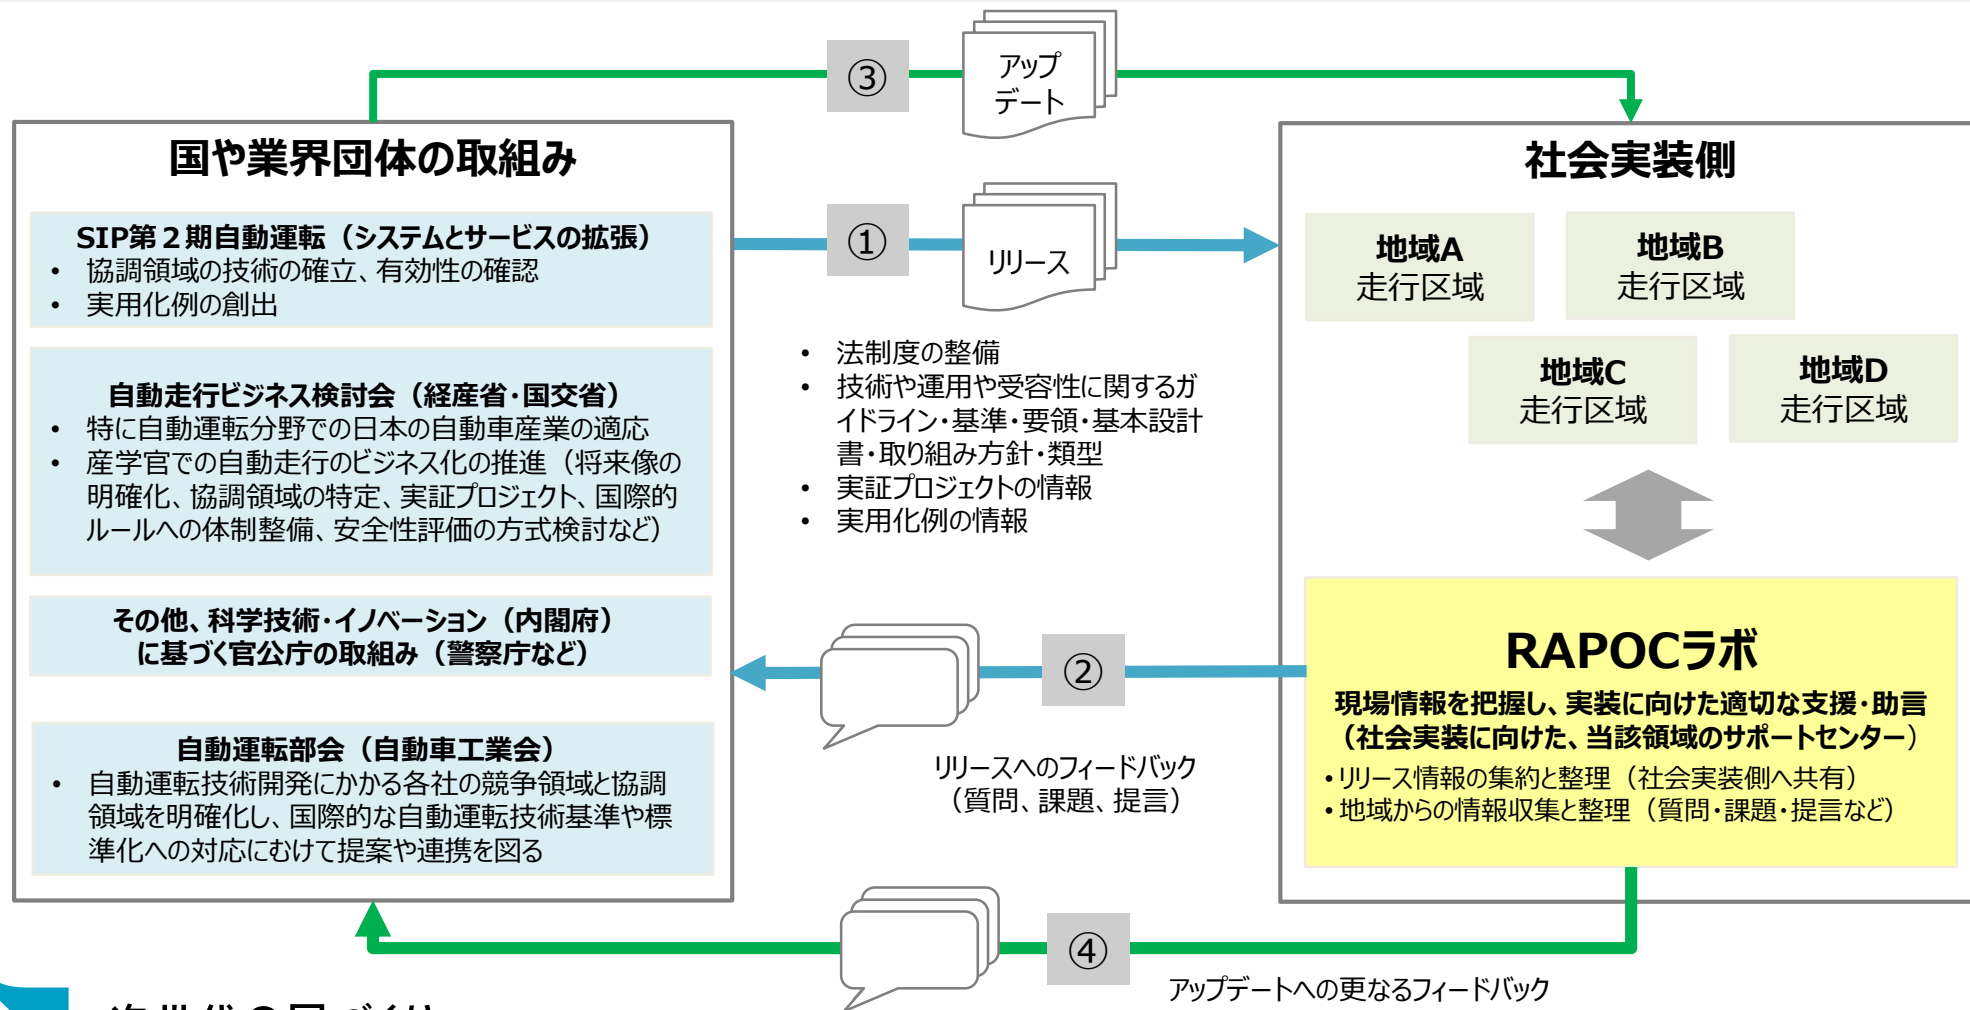 ③
アップ
デート
国や業界団体の取組み
SIP第２期自動運転（システムとサービスの拡張）
• 協調領域の技術の確立、有効性の確認
• 実用化例の創出
自動走行ビジネス検討会（経産省・国交省）
• 特に自動運転分野での日本の自動車産業の適応
• 産学官での自動走行のビジネス化の推進（将来像の
明確化、協調領域の特定、実証プロジェクト、国際的
ルールへの体制整備、安全性評価の方式検討など）
その他、科学技術・イノベーション（内閣府）
に基づく官公庁の取組み（警察庁など）
自動運転部会（自動車工業会）
• 自動運転技術開発にかかる各社の競争領域と協調
領域を明確化し、国際的な自動運転技術基準や標
準化への対応にむけて提案や連携を図る
①
リリース
• 法制度の整備
• 技術や運用や受容性に関するガ
イドライン・基準・要領・基本設計
書・取り組み方針・類型
• 実証プロジェクトの情報
• 実用化例の情報
②
リリースへのフィードバック
（質問、課題、提言）
社会実装側
地域A
走行区域
地域B
走行区域
地域C
走行区域
地域D
走行区域
RAPOCラボ
現場情報を把握し、実装に向けた適切な支援・助言
（社会実装に向けた、当該領域のサポートセンター）
•リリース情報の集約と整理（社会実装側へ共有）
•地域からの情報収集と整理（質問・課題・提言など）
④
アップデートへの更なるフィードバック